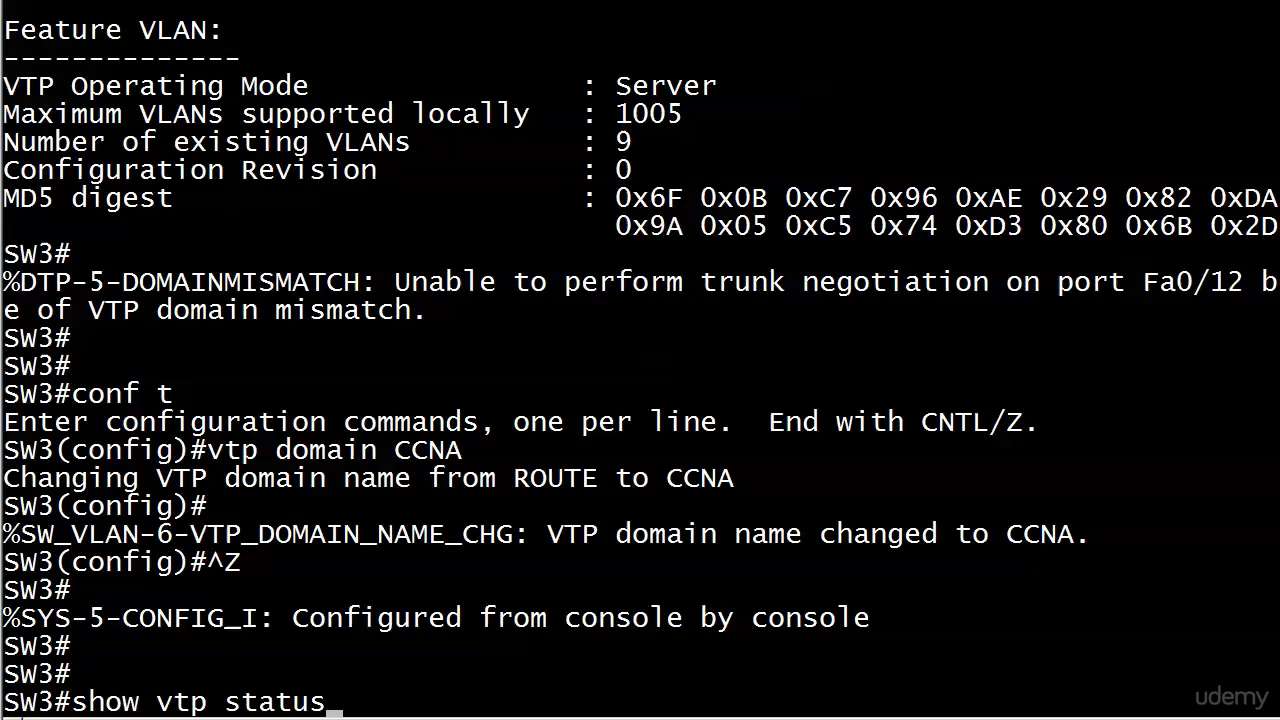 Feature VLAN:
--------------
VTP Operating Mode : Server
Maximum VLANs supported locally : 1005
Number of existing VLANs : 9
Configuration Revision : 0
MD5 digest : 0x6F 0x0B 0xC7 0x96 0xAE 0x29 0x82 0xDA
0x9A 0x05 0xC5 0x74 0xD3 0x80 0x6B 0x2D
SW3#
%DTP-5-DOMAINMISMATCH: Unable to perform trunk negotiation on port Fa0/12 b
e of VTP domain mismatch.
SW3#
SW3#
SW3#conf t
Enter configuration commands, one per line.  End with CNTL/Z.
SW3(config)#vtp domain CCNA
Changing VTP domain name from ROUTE to CCNA
SW3(config)#
%SW_VLAN-6-VTP_DOMAIN_NAME_CHG: VTP domain name changed to CCNA.
SW3(config)#^Z
SW3#
%SYS-5-CONFIG_I: Configured from console by console
SW3#
SW3#
SW3#show vtp status
udemy